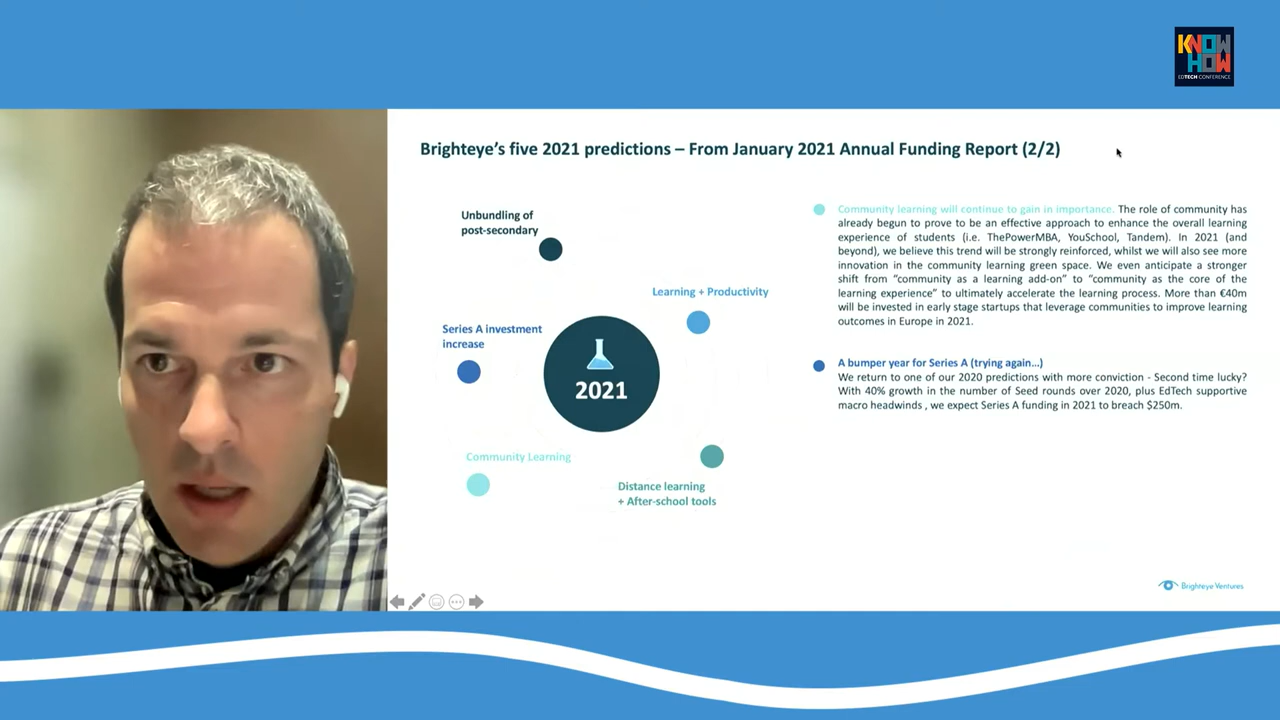 KNOW
HOW
EDTECH CONFERENCE
Brighteye’s five 2021 predictions – From January 2021 Annual Funding Report (2/2)
Unbundling of
post-secondary
Learning + Productivity
Series A investment
increase
2021
Community Learning
Distance learning
+ After-school tools
Community learning will continue to gain in importance. The role of community has
already begun to prove to be an effective approach to enhance the overall learning
experience of students (i.e. ThePowerMBA, YouSchool, Tandem). In 2021 (and
beyond), we believe this trend will be strongly reinforced, whilst we will also see more
innovation in the community learning green space. We even anticipate a stronger
shift from “community as a learning add-on” to “community as the core of the
learning experience” to ultimately accelerate the learning process. More than €40m
will be invested in early stage startups that leverage communities to improve learning
outcomes in Europe in 2021.
A bumper year for Series A (trying again...)
We return to one of our 2020 predictions with more conviction - Second time lucky?
With 40% growth in the number of Seed rounds over 2020, plus EdTech supportive
macro headwinds , we expect Series A funding in 2021 to breach $250m.
Brighteye Ventures